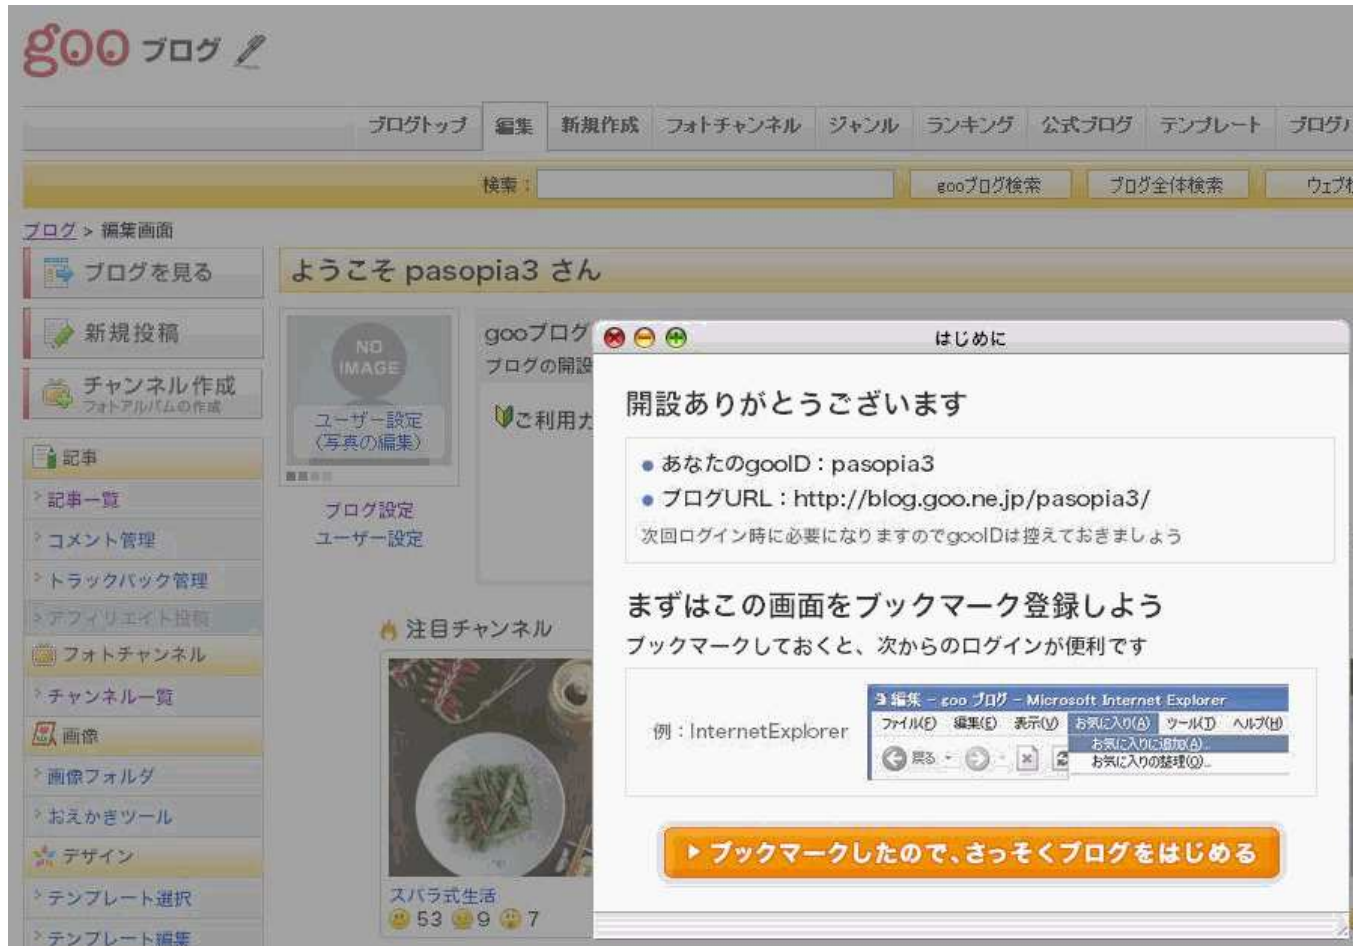 goo ブログ
ブログトップ 編集 新規作成 フォトチャンネル ジャンル ランキング 公式ブログ テンプレート
検索：
gooブログ検索 ブログ全体検索
ブログ > 編集画面
ブログを見る
ようこそ pasopia3 さん
新規投稿
チャンネル作成
フォトアルバムの作成
NO
IMAGE
ユーザー設定
(写真の編集)
ブログ設定
ユーザー設定
gooブログ
ブログの開設
ご利用ガ
記事
記事一覧
コメント管理
トラックバック管理
アフィリエイト投稿
フォトチャンネル
チャンネル一覧
画像
画像フォルダ
おえかきツール
デザイン
テンプレート選択
テンプレート編集
注目チャンネル
スバラ式生活
53 9 7
はじめに
開設ありがとうございます
あなたのgooID：pasopia3
ブログURL：http://blog.goo.ne.jp/pasopia3/
次回ログイン時に必要になりますのでgooIDは控えておきましょう
まずはこの画面をブックマーク登録しよう
ブックマークしておくと、次からのログインが便利です
例：InternetExplorer
編集 - goo ブログ - Microsoft Internet Explorer
ファイル(F) 編集(E) 表示(V) お気に入り(A) ツール(T) ヘルプ(H)
お気に入りに追加(A)...
戻る
お気に入りの整理(O)...
ブックマークしたので、さっそくブログをはじめる